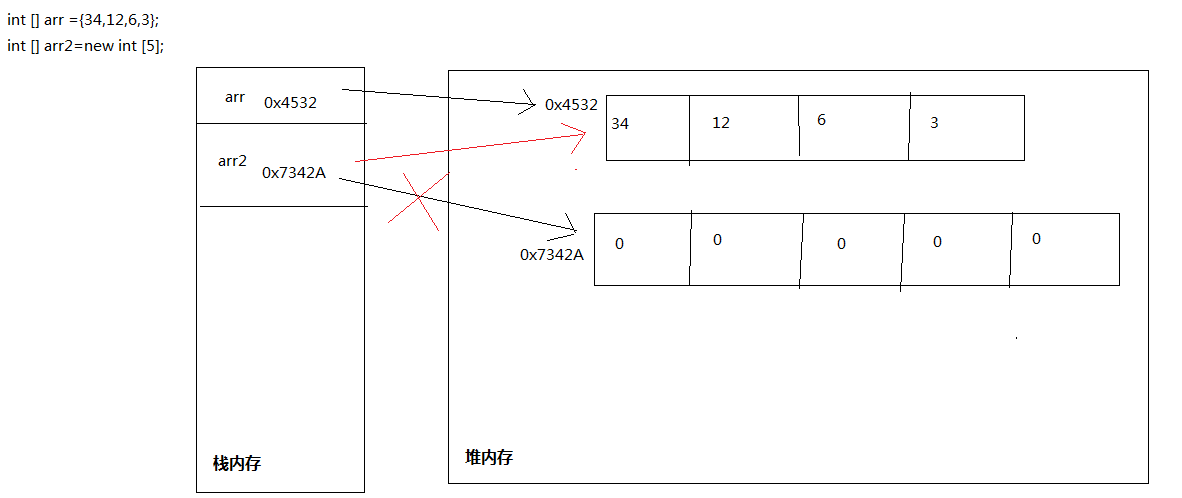 int [] arr ={34,12,6,3};
int [] arr2=new int [5];
arr 0x4532
0x4532
34 12 6 3
arr2 0x7342A
0x7342A
0 0 0 0 0
栈内存
堆内存